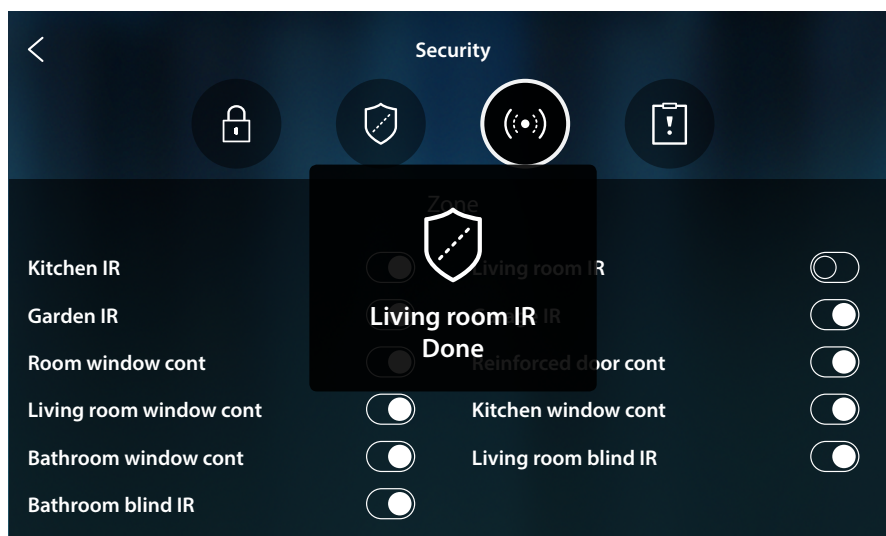 Security
Zone
Kitchen IR
Living room IR
Garden IR
IR
Room window cont
Reinforced door cont
Living room window cont
Kitchen window cont
Bathroom window cont
Living room blind IR
Bathroom blind IR
Living room IR
Done